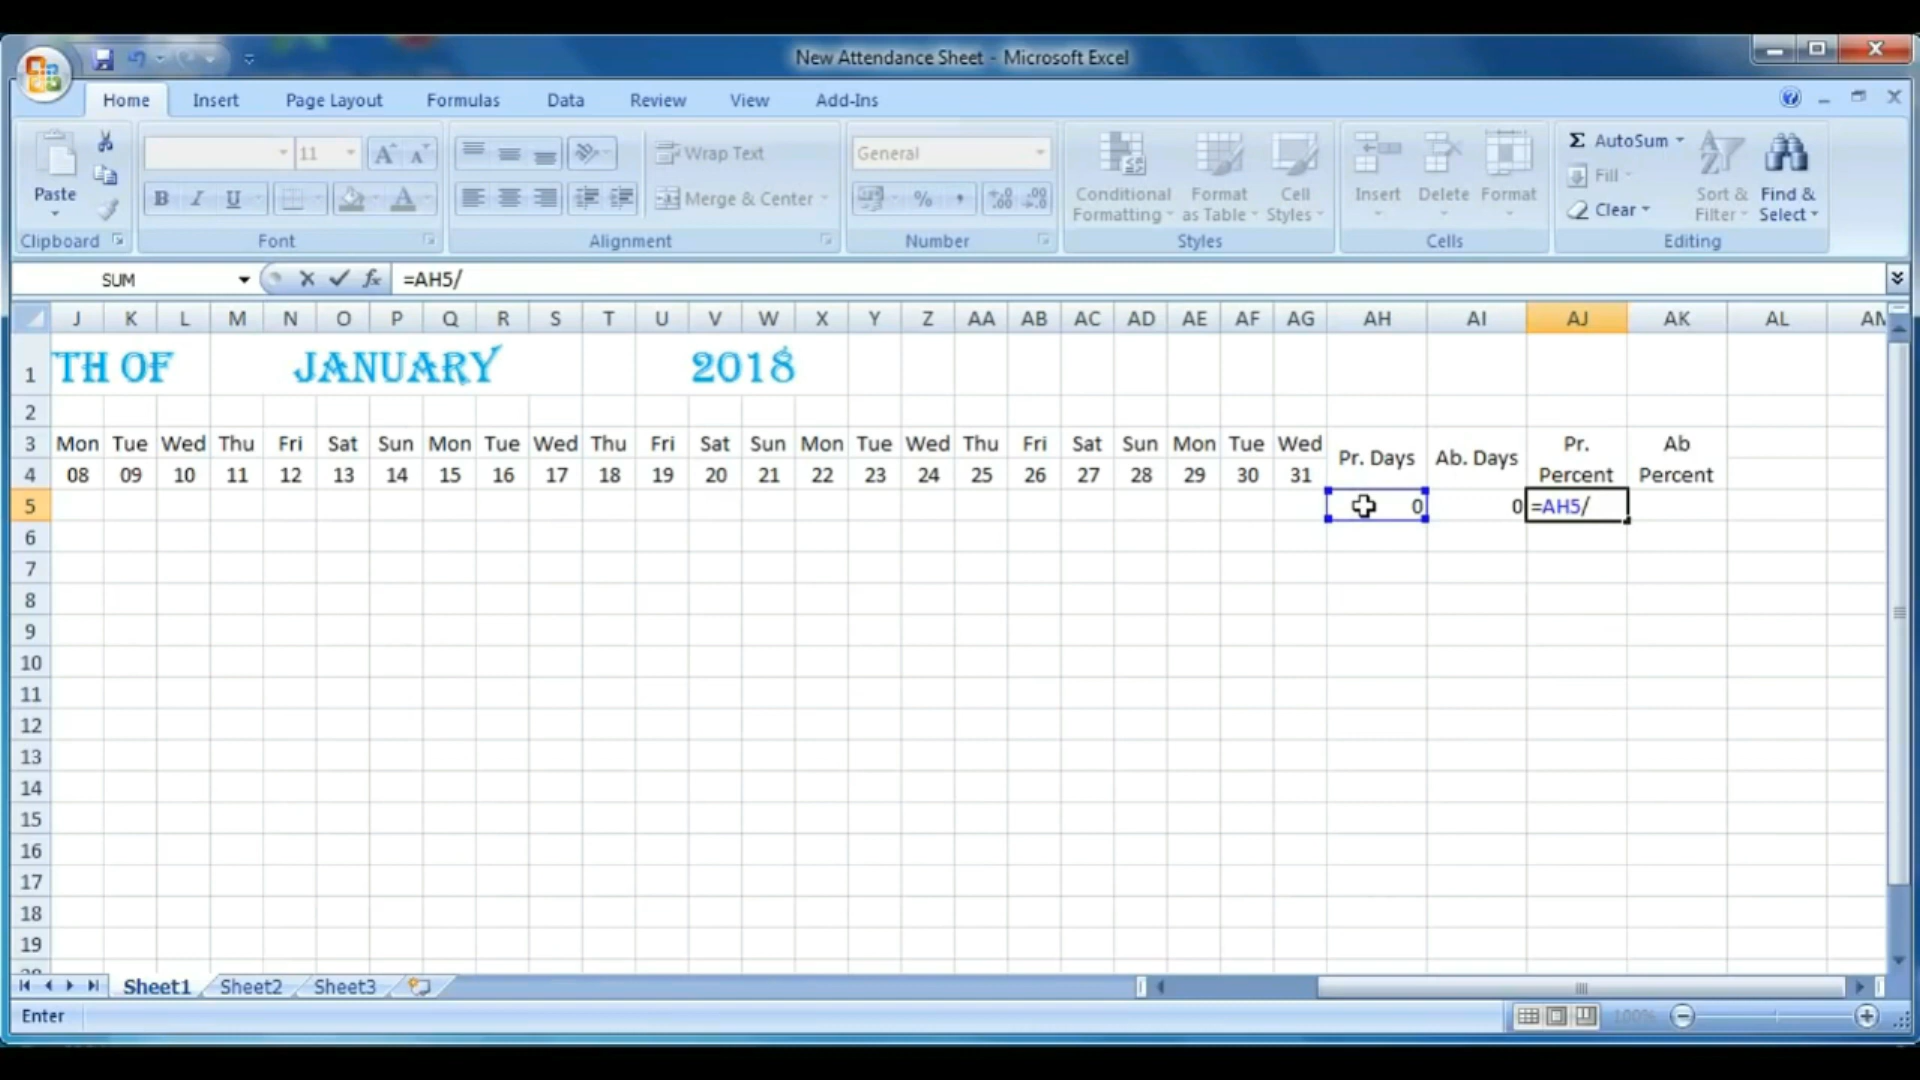 New Attendance Sheet - Microsoft Excel
Home Insert Page Layout Formulas Data Review View Add-Ins
Paste
Clipboard
11 A A
B I U A
Font
Wrap Text
Merge & Center
Alignment
General
% ,
Number
Conditional Formatting
Format as Table
Cell Styles
Styles
Insert Delete Format
Cells
Σ AutoSum
Fill
Clear
Sort & Filter
Find & Select
Editing
SUM fx =AH5/
J K L M N O P Q R S T U V W X Y Z AA AB AC AD AE AF AG AH AI AJ AK AL
1 TH OF JANUARY 2018
2
3 Mon Tue Wed Thu Fri Sat Sun Mon Tue Wed Thu Fri Sat Sun Mon Tue Wed Thu Fri Sat Sun Mon Tue Wed Pr. Days Ab. Days Pr. Percent Ab Percent
4 08 09 10 11 12 13 14 15 16 17 18 19 20 21 22 23 24 25 26 27 28 29 30 31
5 0 0 =AH5/
6
7
8
9
10
11
12
13
14
15
16
17
18
19
Sheet1 Sheet2 Sheet3
Enter 100%